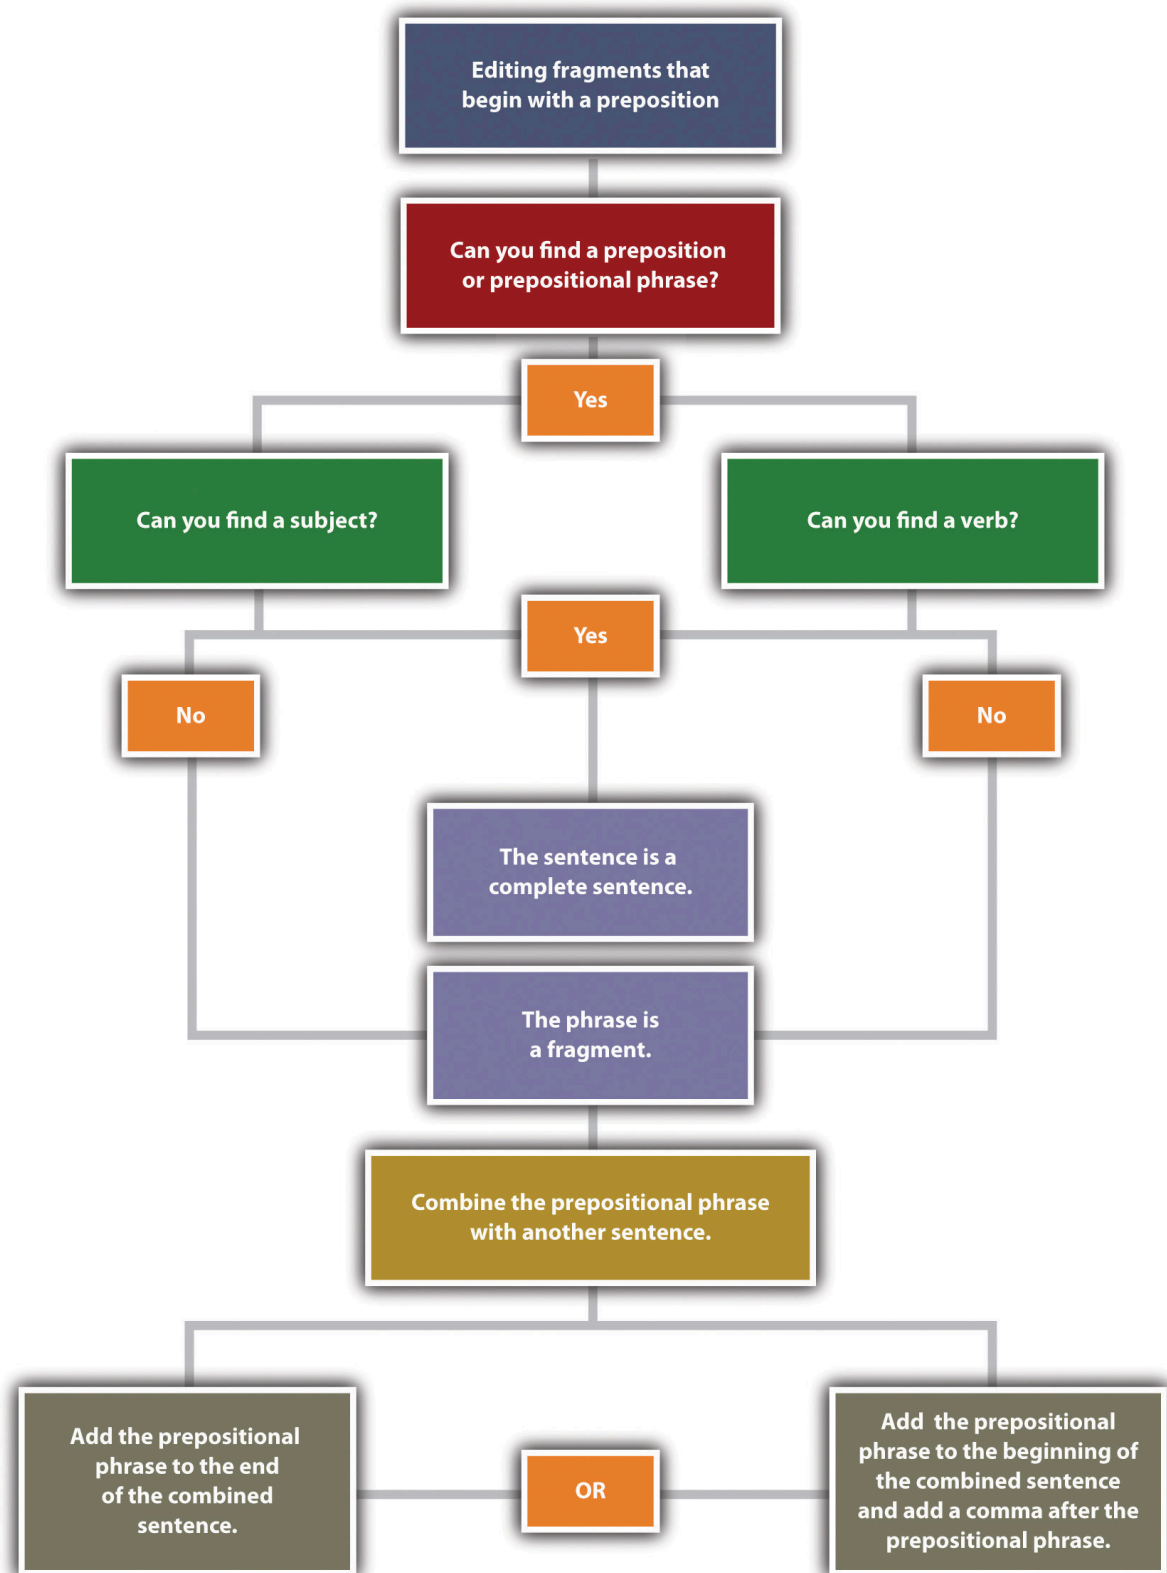 Editing fragments that
begin with a preposition
Can you find a preposition
or prepositional phrase?
Yes
Can you find a subject?
Can you find a verb?
Yes
No
No
The sentence is a
complete sentence.
The phrase is
a fragment.
Combine the prepositional phrase
with another sentence.
Add the prepositional
phrase to the end
of the combined
sentence.
OR
Add the prepositional
phrase to the beginning of
the combined sentence
and add a comma after the
prepositional phrase.